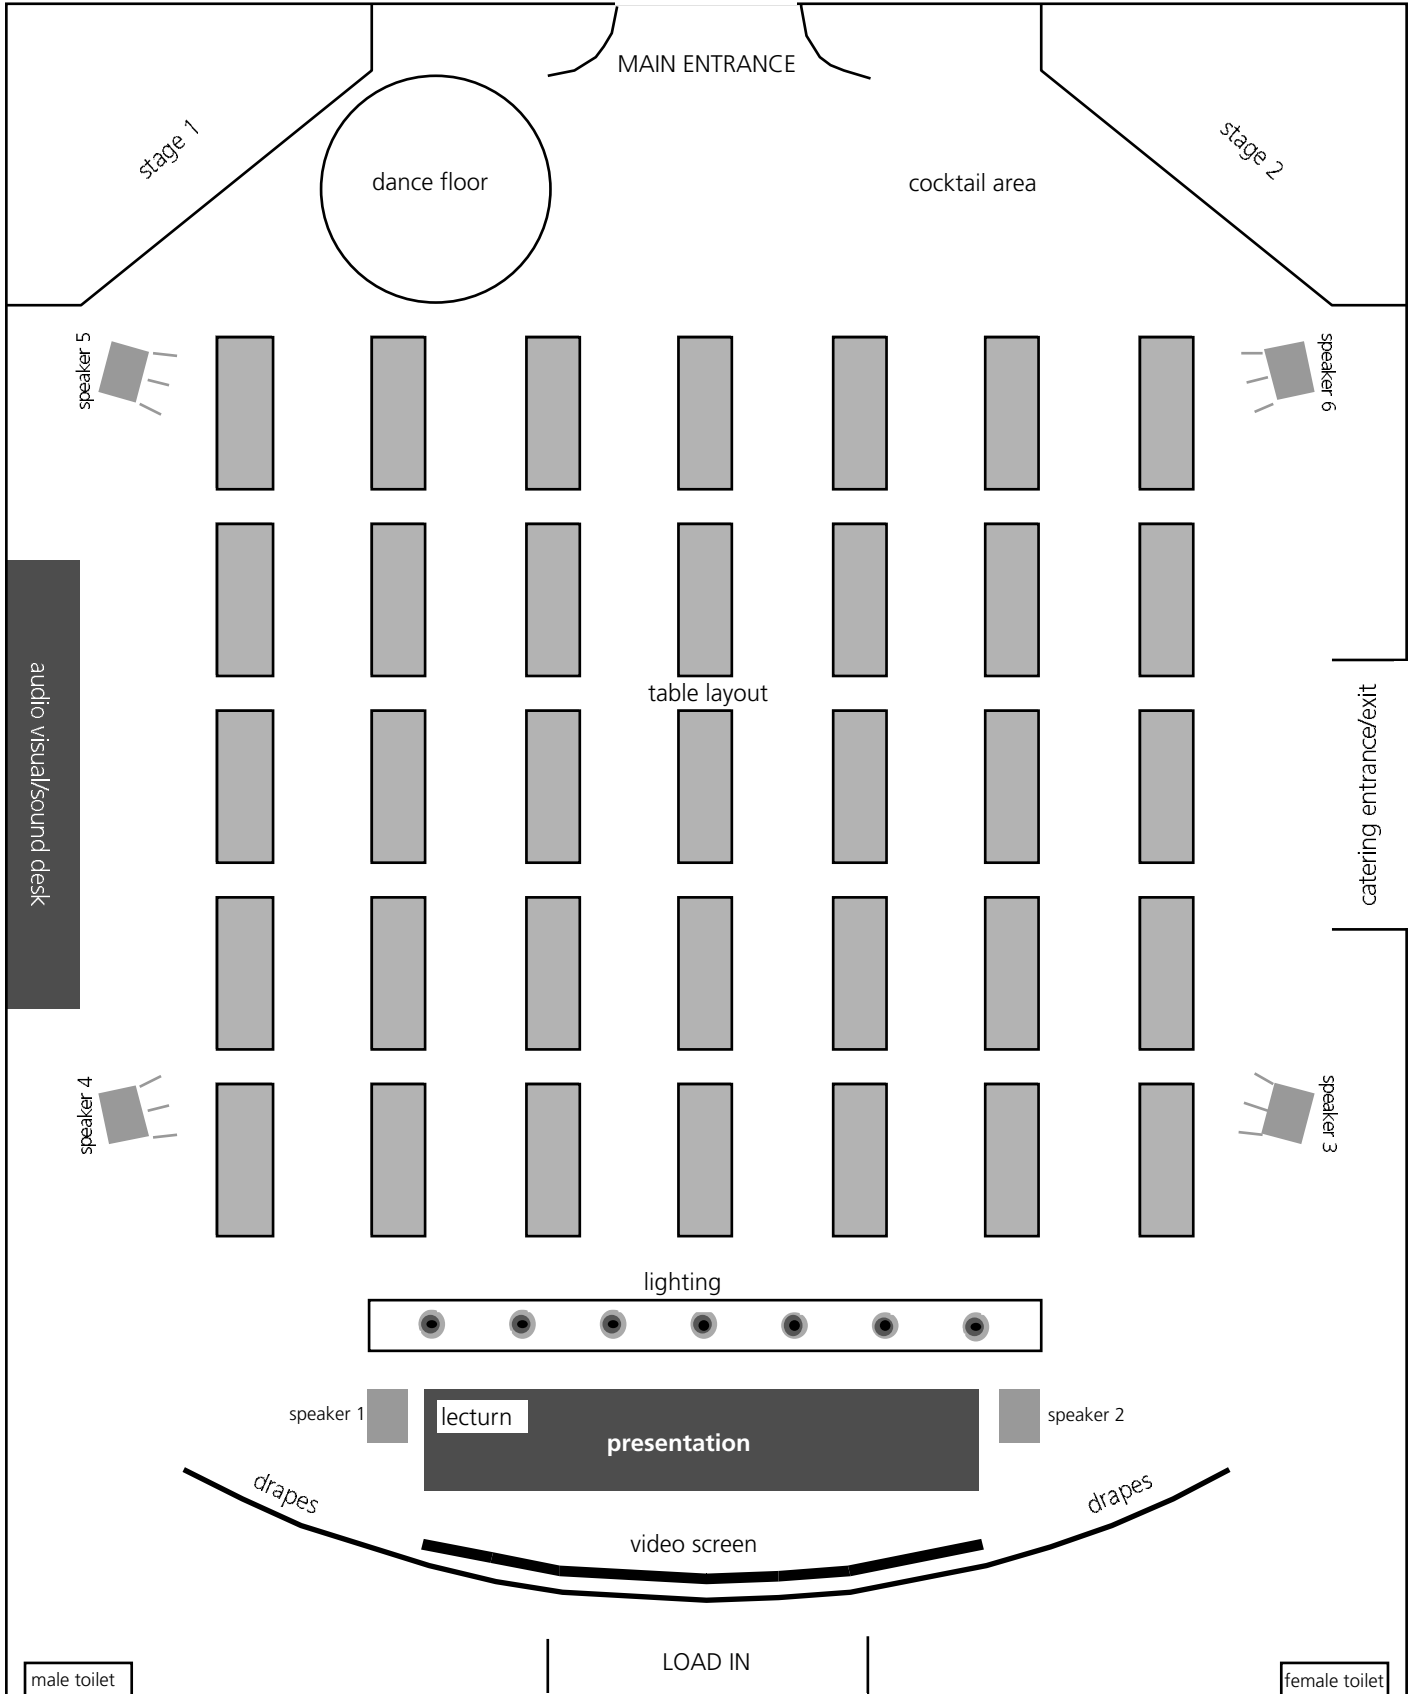 MAIN ENTRANCE
stage 1
stage 2
dance floor
cocktail area
speaker 5
speaker 6
table layout
audio visual/sound desk
catering entrance/exit
speaker 4
speaker 3
lighting
speaker 1
lecturn
speaker 2
presentation
drapes
drapes
video screen
LOAD IN
male toilet
female toilet